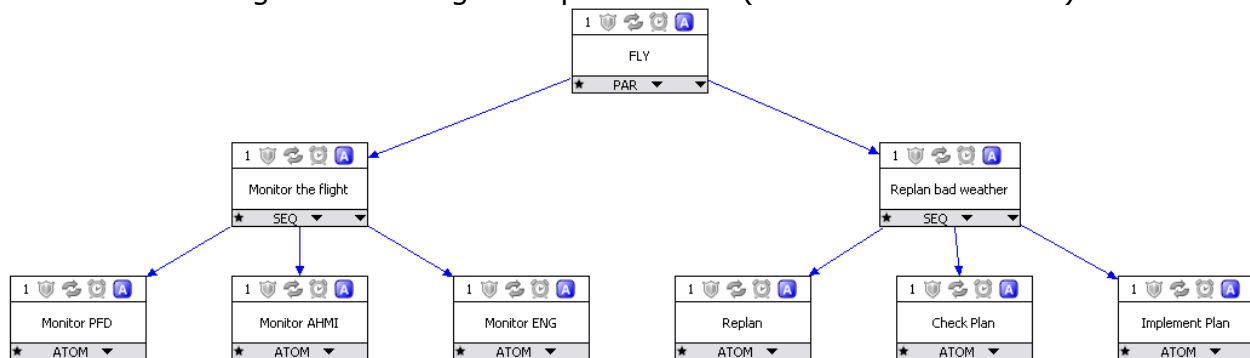 1 A
FLY
PAR
1 A
Monitor the flight
SEQ
1 A
Replan bad weather
SEQ
1 A
Monitor PFD
ATOM
1 A
Monitor AHMI
ATOM
1 A
Monitor ENG
ATOM
1 A
Replan
ATOM
1 A
Check Plan
ATOM
1 A
Implement Plan
ATOM